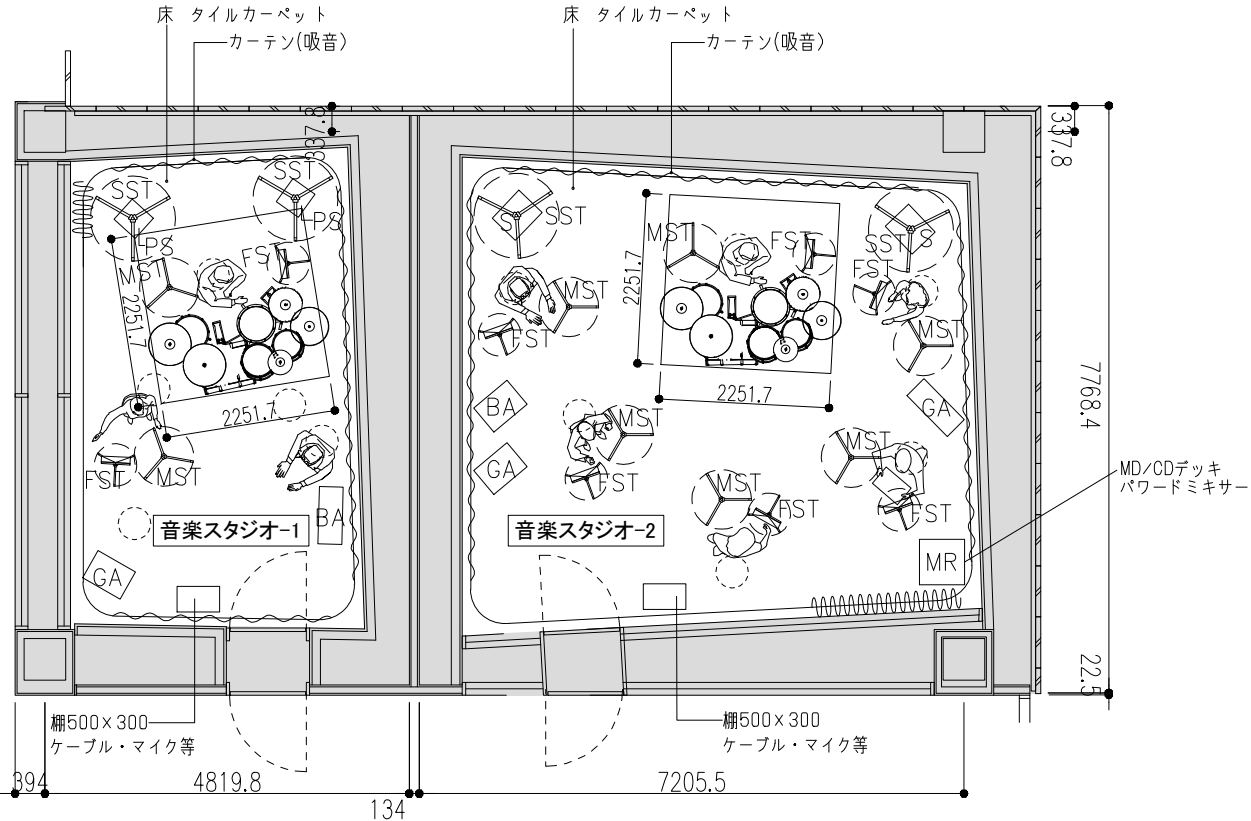 床 タイルカーペット
カーテン(吸音)
床 タイルカーペット
カーテン(吸音)
337.8
337.8
SST
SST
PS
PS
MST
FST
2251.7
2251.7
FST
MST
BA
音楽スタジオ-1
GA
S
SST
MST
FST
SST
S
FST
2251.7
MST
FST
MST
2251.7
BA
GA
GA
MST
FST
MST
FST
MST
FST
音楽スタジオ-2
MR
7768.4
MD/CDデッキ
パワードミキサー
22.5
棚500×300
ケーブル・マイク等
棚500×300
ケーブル・マイク等
394
4819.8
134
7205.5